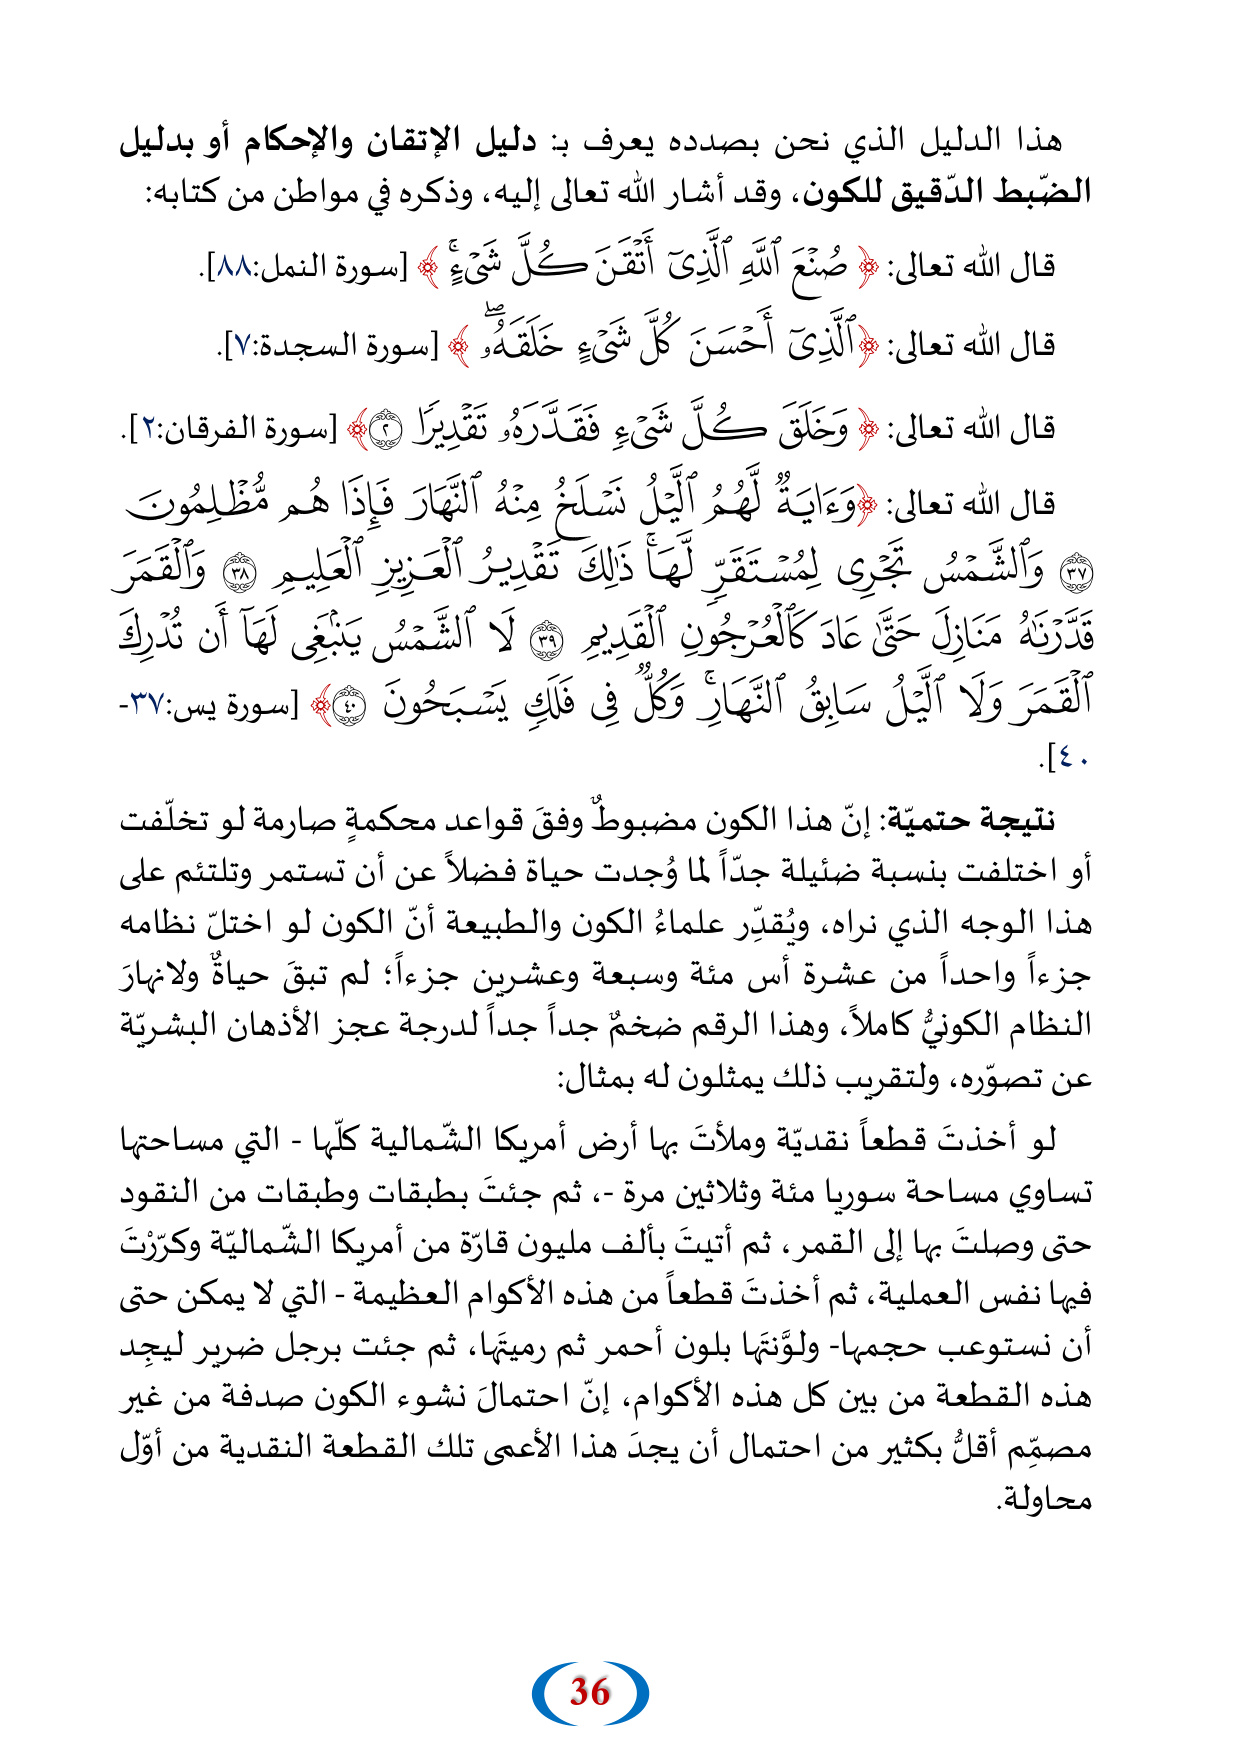 هذا الدليل الذي نحن بصدده يعرف بـ: دليل الإتقان والإحكام أو بدليل
الضّبط الدّقيق للكون، وقد أشار الله تعالى إليه، وذكره في مواطن من كتابه:
قال الله تعالى: ﴿ صُنۡعَ ٱللَّهِ ٱلَّذِيٓ أَتۡقَنَ كُلَّ شَيۡءٍۚ ﴾ [سورة النمل:٨٨].
قال الله تعالى: ﴿ٱلَّذِيٓ أَحۡسَنَ كُلَّ شَيۡءٍ خَلَقَهُۥۖ ﴾ [سورة السجدة:٧].
قال الله تعالى: ﴿ وَخَلَقَ كُلَّ شَيۡءٖ فَقَدَّرَهُۥ تَقۡدِيرٗا ٢﴾ [سورة الفرقان:٢].
قال الله تعالى: ﴿وَءَايَةٞ لَّهُمُ ٱلَّيۡلُ نَسۡلَخُ مِنۡهُ ٱلنَّهَارَ فَإِذَا هُم مُّظۡلِمُونَ
٣٧ وَٱلشَّمۡسُ تَجۡرِي لِمُسۡتَقَرّٖ لَّهَاۚ ذَٰلِكَ تَقۡدِيرُ ٱلۡعَزِيزِ ٱلۡعَلِيمِ ٣٨ وَٱلۡقَمَرَ
قَدَّرۡنَٰهُ مَنَازِلَ حَتَّىٰ عَادَ كَٱلۡعُرۡجُونِ ٱلۡقَدِيمِ ٣٩ لَا ٱلشَّمۡسُ يَنۢبَغِي لَهَآ أَن تُدۡرِكَ
ٱلۡقَمَرَ وَلَا ٱلَّيۡلُ سَابِقُ ٱلنَّهَارِۚ وَكُلّٞ فِي فَلَكٖ يَسۡبَحُونَ ٤٠﴾ [سورة يس:٣٧-
٤٠].
نتيجة حتميّة: إنّ هذا الكون مضبوطٌ وفقَ قواعد محكمةٍ صارمة لو تخلّفت
أو اختلفت بنسبة ضئيلة جدّاً لما وُجدت حياة فضلاً عن أن تستمر وتلتئم على
هذا الوجه الذي نراه، ويُقدِّر علماءُ الكون والطبيعة أنّ الكون لو اختلّ نظامه
جزءاً واحداً من عشرة أس مئة وسبعة وعشرين جزءاً؛ لم تبقَ حياةٌ ولانهارَ
النظام الكونيُّ كاملاً، وهذا الرقم ضخمٌ جداً جداً لدرجة عجز الأذهان البشريّة
عن تصوّره، ولتقريب ذلك يمثلون له بمثال:
لو أخذتَ قطعاً نقديّة وملأتَ بها أرض أمريكا الشّمالية كلّها - التي مساحتها
تساوي مساحة سوريا مئة وثلاثين مرة -، ثم جئتَ بطبقات وطبقات من النقود
حتى وصلتَ بها إلى القمر، ثم أتيتَ بألف مليون قارّة من أمريكا الشّماليّة وكرّرْتَ
فيها نفس العملية، ثم أخذتَ قطعاً من هذه الأكوام العظيمة - التي لا يمكن حتى
أن نستوعب حجمها- ولوَّنتَها بلون أحمر ثم رميتَها، ثم جئت برجل ضرير ليجِد
هذه القطعة من بين كل هذه الأكوام، إنّ احتمالَ نشوء الكون صدفة من غير
مصمِّم أقلُّ بكثير من احتمال أن يجدَ هذا الأعمى تلك القطعة النقدية من أوّل
محاولة.
36